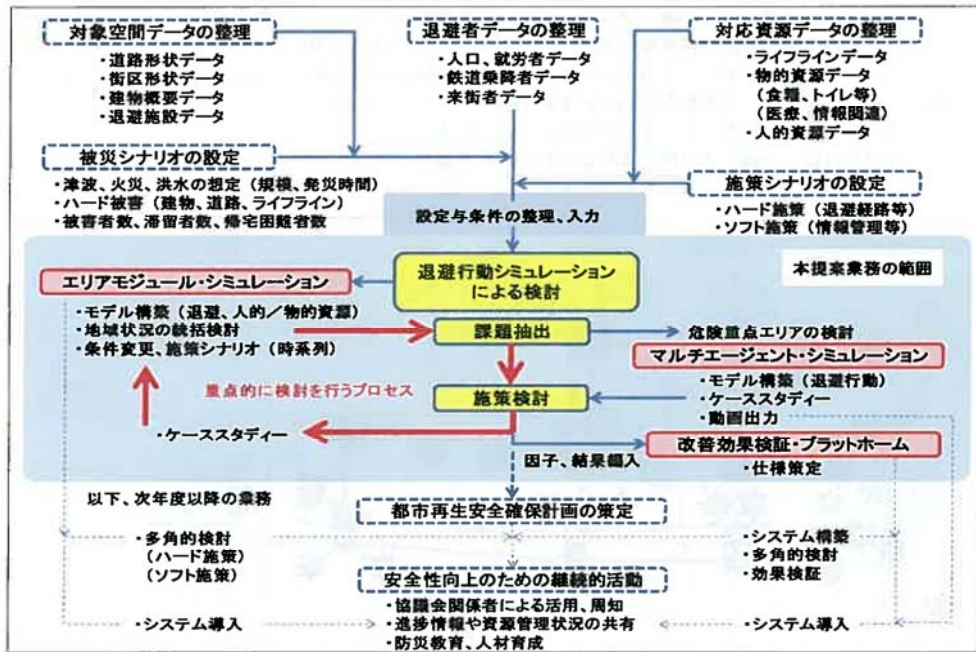 対象空間データの整理
・道路形状データ
・街区形状データ
・建物概要データ
・退避施設データ
退避者データの整理
・人口、就労者データ
・鉄道乗降者データ
・来街者データ
対応資源データの整理
・ライフラインデータ
・物的資源データ
(食糧、トイレ等)
(医療、情報関連)
・人的資源データ
被災シナリオの設定
・津波、火災、洪水の想定(規模、発災時間)
・ハード被害(建物、道路、ライフライン)
・被害者数、滞留者数、帰宅困難者数
施策シナリオの設定
・ハード施策(退避経路等)
・ソフト施策(情報管理等)
設定与条件の整理、入力
本提案業務の範囲
退避行動シミュレーション
による検討
エリアモジュール・シミュレーション
・モデル構築(退避、人的/物的資源)
・地域状況の統括検討
・条件変更、施策シナリオ(時系列)
課題抽出
危険重点エリアの検討
マルチエージェント・シミュレーション
・モデル構築(退避行動)
・ケーススタディー
・動画出力
重点的に検討を行うプロセス
施策検討
・ケーススタディー
改善効果検証・プラットホーム
・仕様策定
因子、結果編入
以下、次年度以降の業務
都市再生安全確保計画の策定
・多角的検討
(ハード施策)
(ソフト施策)
・システム構築
・多角的検討
・効果検証
安全性向上のための継続的活動
・協議会関係者による活用、周知
・進捗情報や資源管理状況の共有
・防災教育、人材育成
・システム導入
・システム導入